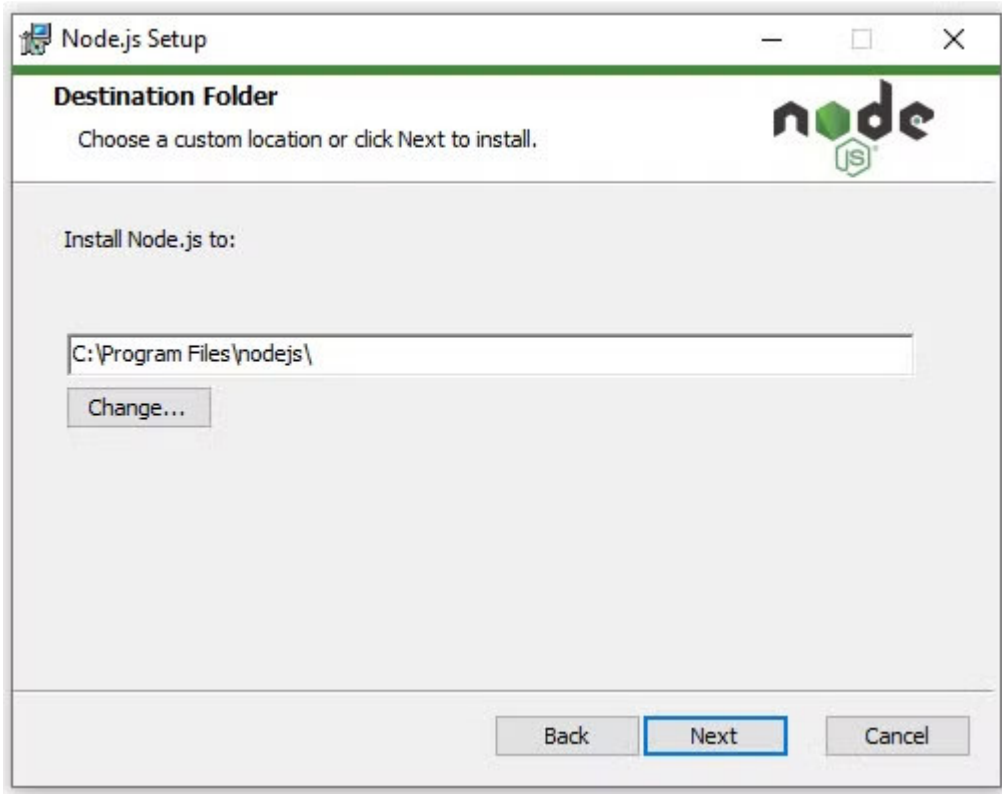 Node.js Setup
Destination Folder
Choose a custom location or click Next to install.
node
JS
Install Node.js to:
C:\Program Files\nodejs\
Change...
Back
Next
Cancel